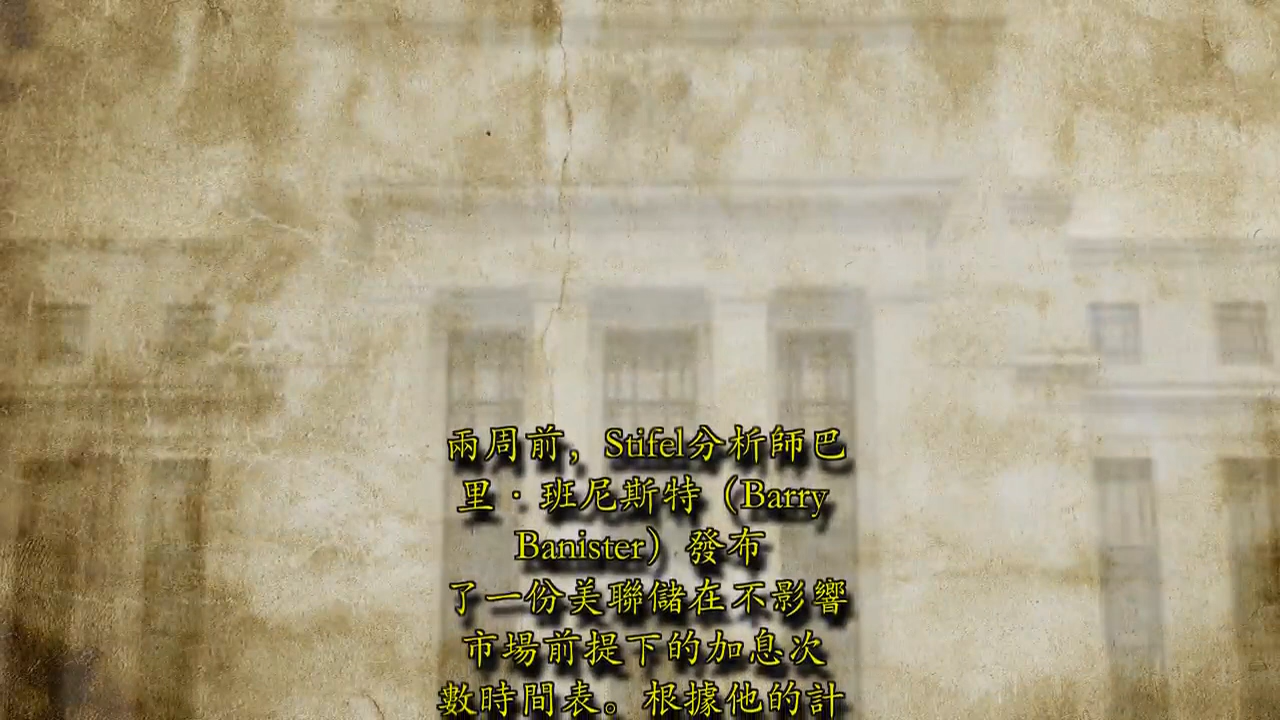 兩周前，Stifel分析師巴
里·班尼斯特（Barry
Banister）發布
了一份美聯儲在不影響
市場前提下的加息次
數時間表。根據他的計